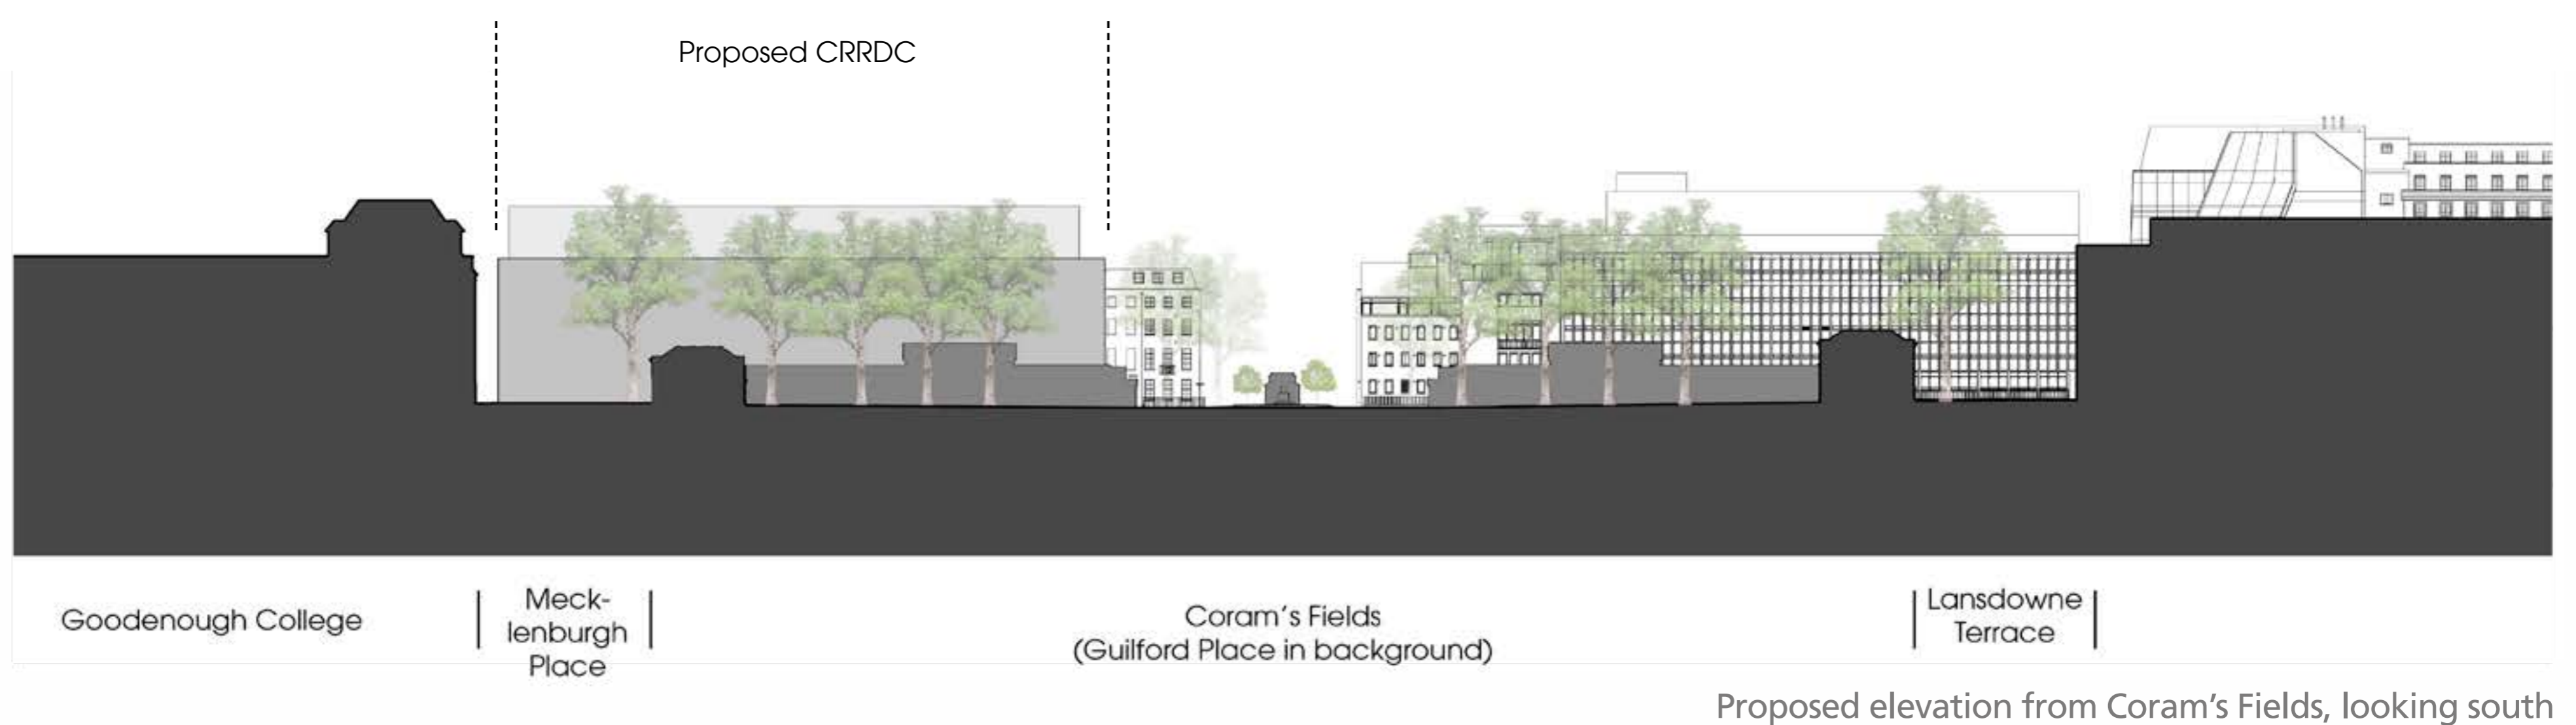 Proposed CRRDC
Goodenough College
Meck-
lenburgh
Place
Coram's Fields
(Guilford Place in background)
Lansdowne
Terrace
Proposed elevation from Coram's Fields, looking south